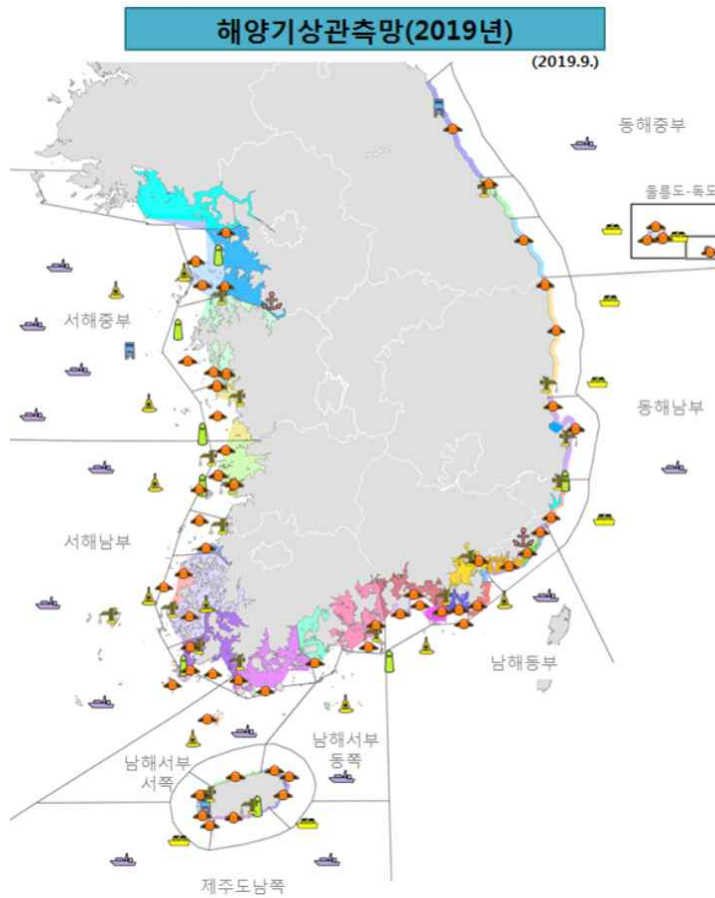 해양기상관측망(2019년)
(2019.9.)
동해중부
울릉도-독도
서해중부
동해남부
서해남부
남해동부
남해서부
동쪽
남해서부
서쪽
제주도남쪽